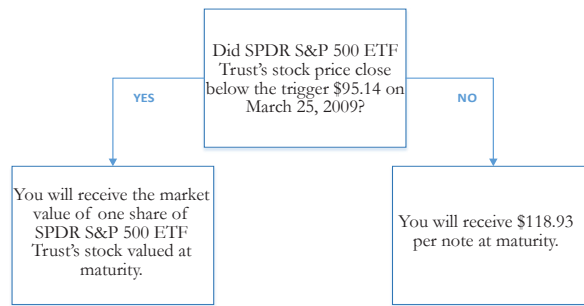 Did SPDR S&P 500 ETF
Trust's stock price close
below the trigger $95.14 on
March 25, 2009?
YES
NO
You will receive the market
value of one share of
SPDR S&P 500 ETF
Trust's stock valued at
maturity.
You will receive $118.93
per note at maturity.